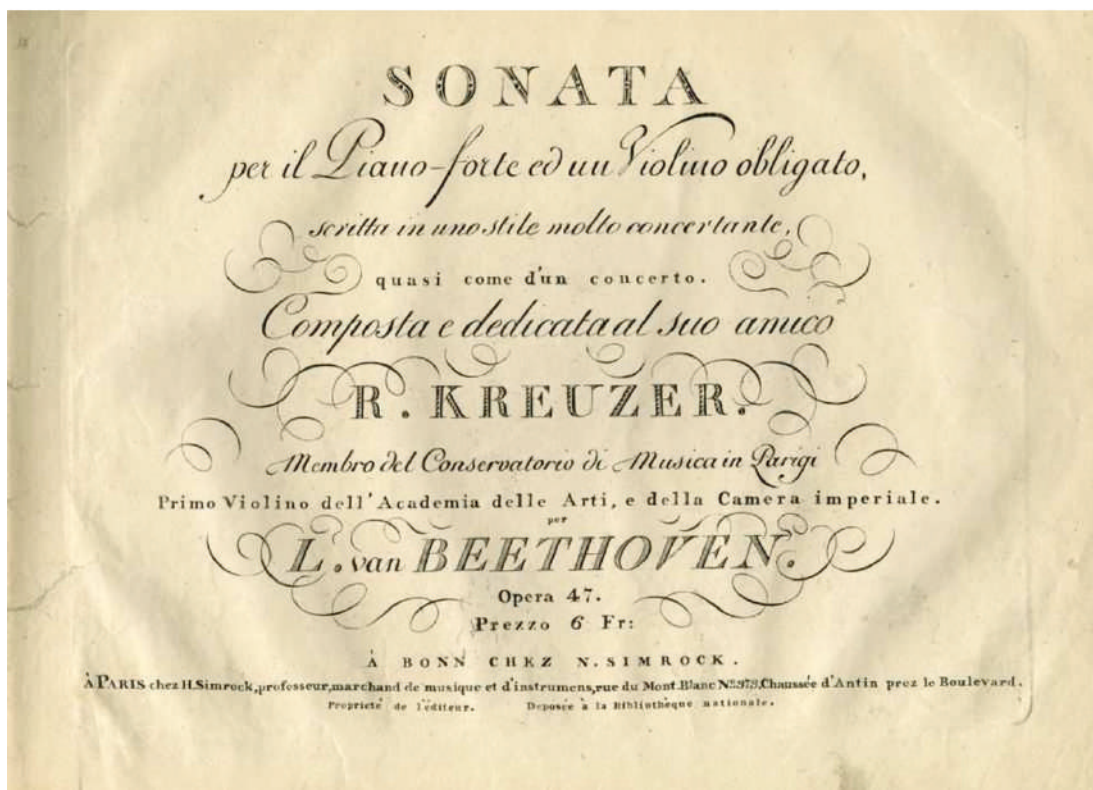 SONATA
per il Piano-forte ed un Violino obligato,
scritta in uno stile molto concertante,
quasi come d'un concerto.
Composta e dedicata al suo amico
R. KREUZER.
Membro del Conservatorio di Musica in Parigi
Primo Violino dell'Academia delle Arti, e della Camera imperiale.
per
L. van BEETHOVEN.
Opera 47.
Prezzo 6 Fr:
À BONN CHEZ N. SIMROCK.
À PARIS chez H. Simrock, professeur, marchand de musique et d'instrumens, rue du Mont Blanc No. 373, Chaussée d'Antin prez le Boulevard.
Proprieté de l'éditeur. Deposée à la Bibliothèque nationale.